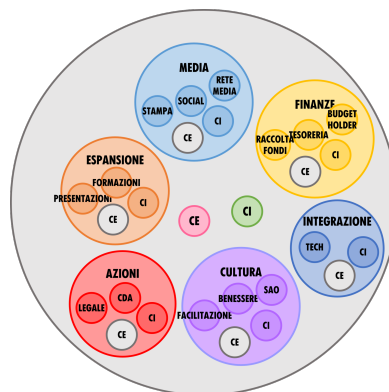 MEDIA
RETE
MEDIA
SOCIAL
STAMPA
CI
CE
FINANZE
BUDGET
HOLDER
TESORERIA
RACCOLTA
FONDI
CI
CE
ESPANSIONE
FORMAZIONI
PRESENTAZIONI
CI
CE
CE
CI
INTEGRAZIONE
TECH
CI
CE
AZIONI
CDA
LEGALE
CI
CE
CULTURA
SAO
BENESSERE
FACILITAZIONE
CI
CE